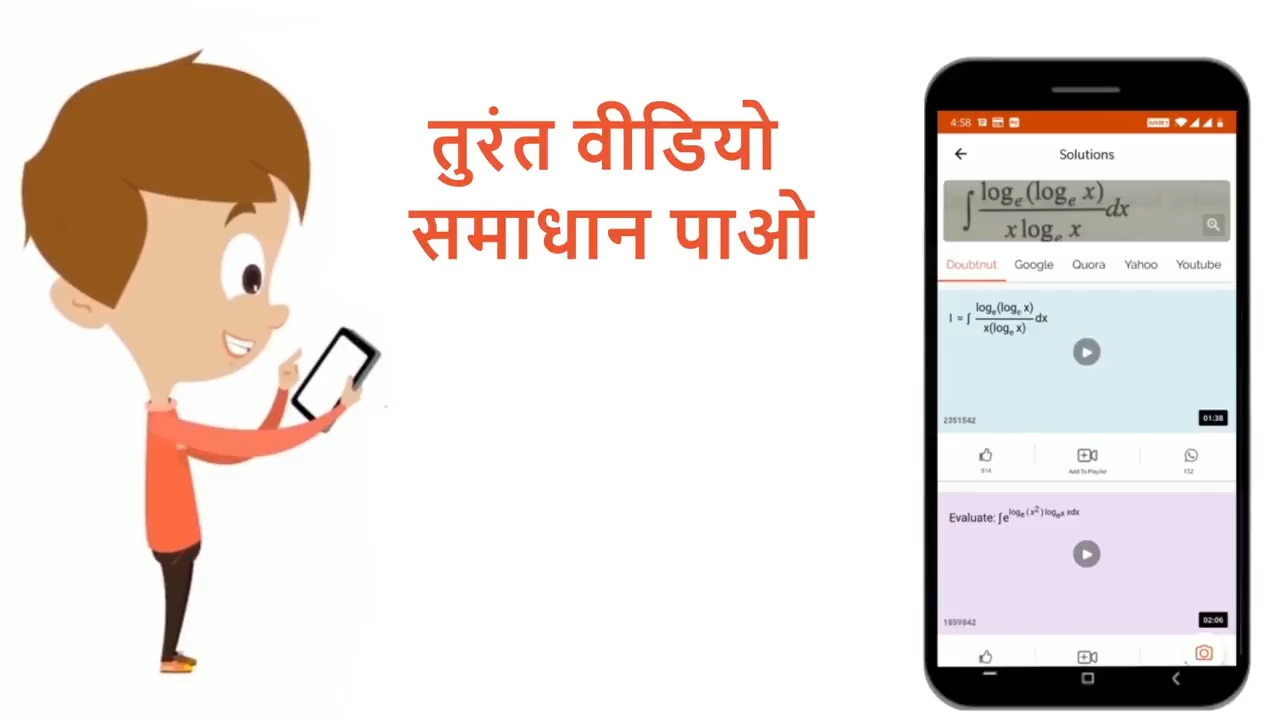 तुरंत वीडियो
समाधान पाओ
4:58
Solutions
∫ logₑ(logₑ x) / x logₑ x dx
Doubtnut Google Quora Yahoo Youtube
I = ∫ logₑ(logₑ x) / x(logₑ x) dx
2351542
01:38
914 Add To Playlist 152
Evaluate: ∫e^logₑ(x²)logₑx xdx
1859842
02:06